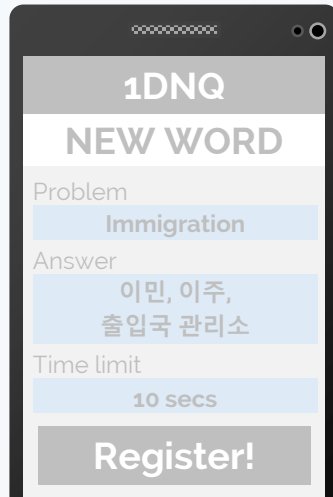 1DNQ
NEW WORD
Problem
Immigration
Answer
이민, 이주,
출입국 관리소
Time limit
10 secs
Register!